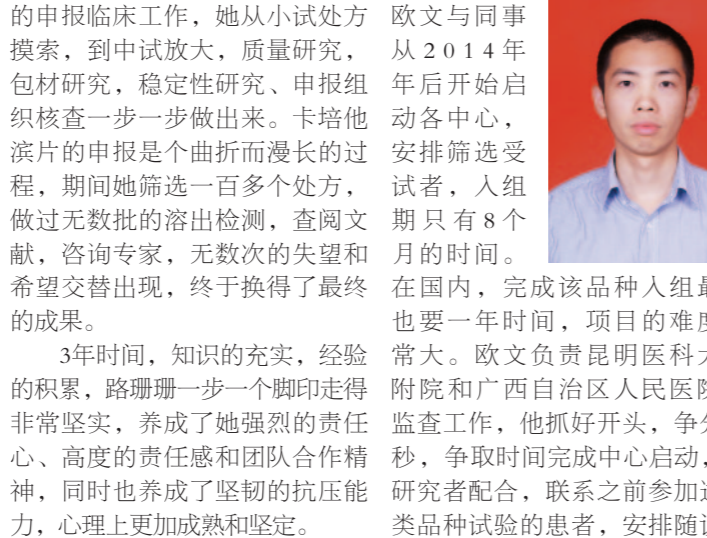 的申报临床工作，她从小试处方
摸索，到中试放大，质量研究，
包材研究，稳定性研究、申报组
织核查一步一步做出来。卡培他
滨片的申报是个曲折而漫长的过
程，期间她筛选一百多个处方，
做过无数批的溶出检测，查阅文
献，咨询专家，无数次的失望和
希望交替出现，终于换得了最终
的成果。
3年时间，知识的充实，经验
的积累，路珊珊一步一个脚印走得
非常坚实，养成了她强烈的责任
心、高度的责任感和团队合作精
神，同时也养成了坚韧的抗压能
力，心理上更加成熟和坚定。
欧文与同事
从2014年
年后开始启
动各中心，
安排筛选受
试者，入组
期只有8个
月的时间。
在国内，完成该品种入组最
也要一年时间，项目的难度
常大。欧文负责昆明医科大
附院和广西自治区人民医院
监查工作，他抓好开头，争分
秒，争取时间完成中心启动，
研究者配合，联系之前参加过
类品种试验的患者，安排随访